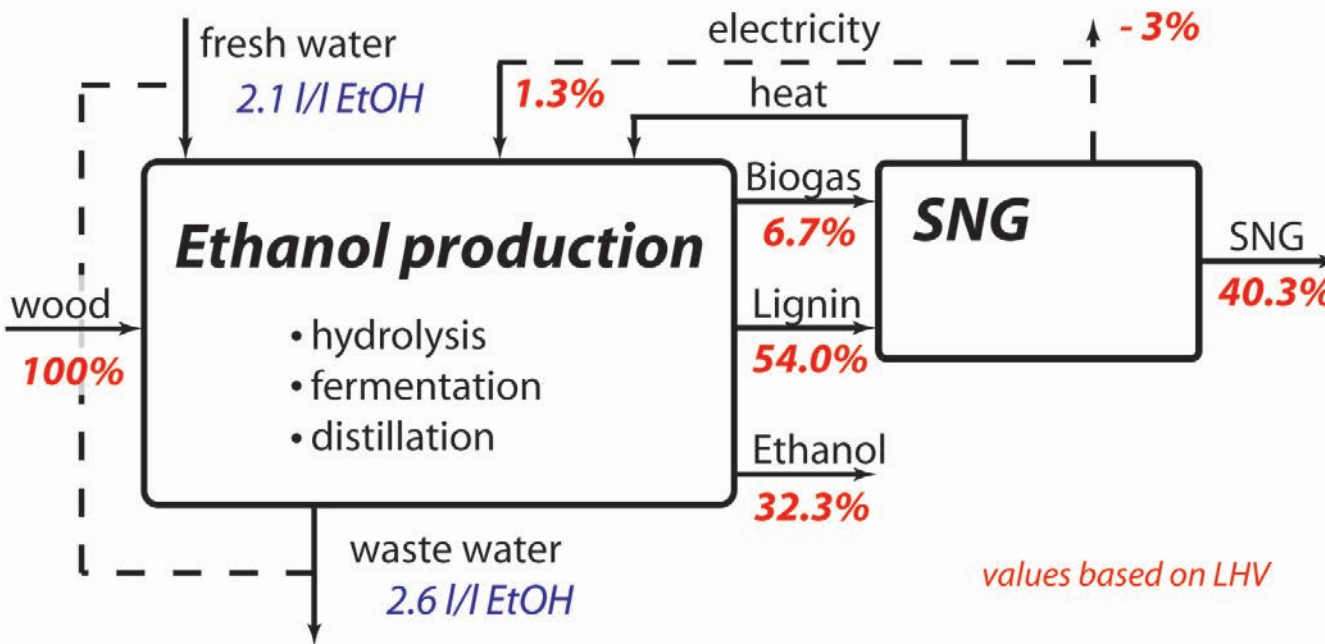 fresh water
2.1 l/l EtOH
electricity
- 3%
1.3%
heat
Ethanol production
• hydrolysis
• fermentation
• distillation
wood
100%
Biogas
6.7%
Lignin
54.0%
Ethanol
32.3%
SNG
SNG
40.3%
waste water
2.6 l/l EtOH
values based on LHV